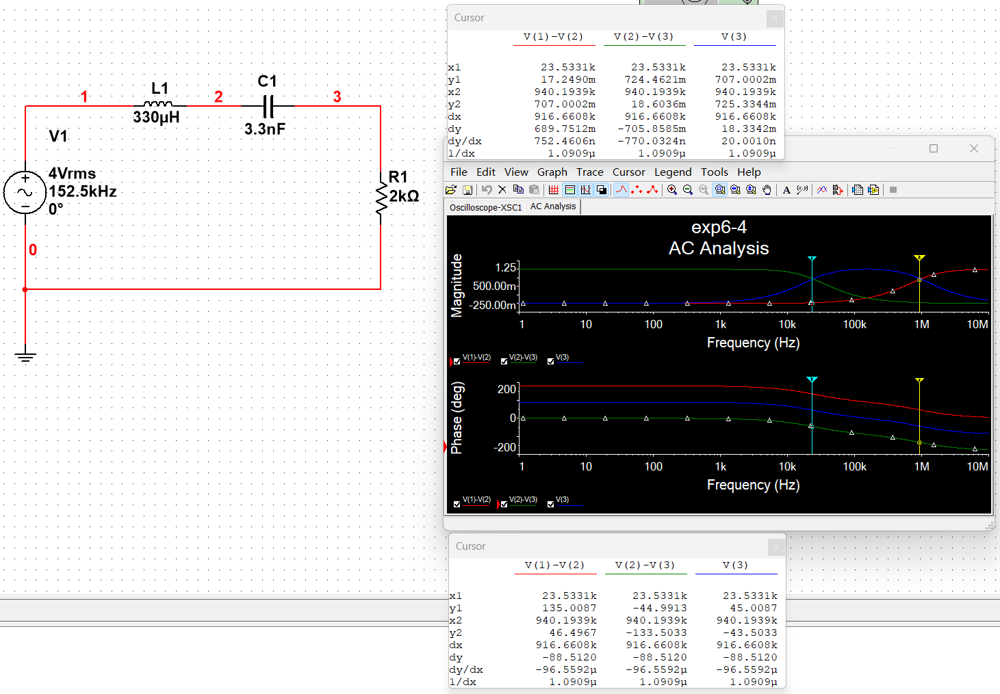 1
L1
330µH
2
C1
3.3nF
3
V1
4Vrms
152.5kHz
0°
R1
2kΩ
0
Cursor
V(1)-V(2) V(2)-V(3) V(3)
x1 23.5331k 23.5331k 23.5331k
y1 17.2490m 724.4621m 707.0002m
x2 940.1939k 940.1939k 940.1939k
y2 707.0002m 18.6036m 725.3344m
dx 916.6608k 916.6608k 916.6608k
dy 689.7512m -705.8585m 18.3342m
dy/dx 752.4606n -770.0324n 20.0010n
1/dx 1.0909µ 1.0909µ 1.0909µ
File Edit View Graph Trace Cursor Legend Tools Help
Oscilloscope-XSC1 AC Analysis
exp6-4
AC Analysis
Magnitude
1.25
500.00m
-250.00m
1 10 100 1k 10k 100k 1M 10M
Frequency (Hz)
V(1)-V(2) V(2)-V(3) V(3)
Phase (deg)
200
0
-200
1 10 100 1k 10k 100k 1M 10M
Frequency (Hz)
V(1)-V(2) V(2)-V(3) V(3)
Cursor
V(1)-V(2) V(2)-V(3) V(3)
x1 23.5331k 23.5331k 23.5331k
y1 135.0087 -44.9913 45.0087
x2 940.1939k 940.1939k 940.1939k
y2 46.4967 -133.5033 -43.5033
dx 916.6608k 916.6608k 916.6608k
dy -88.5120 -88.5120 -88.5120
dy/dx -96.5592µ -96.5592µ -96.5592µ
1/dx 1.0909µ 1.0909µ 1.0909µ